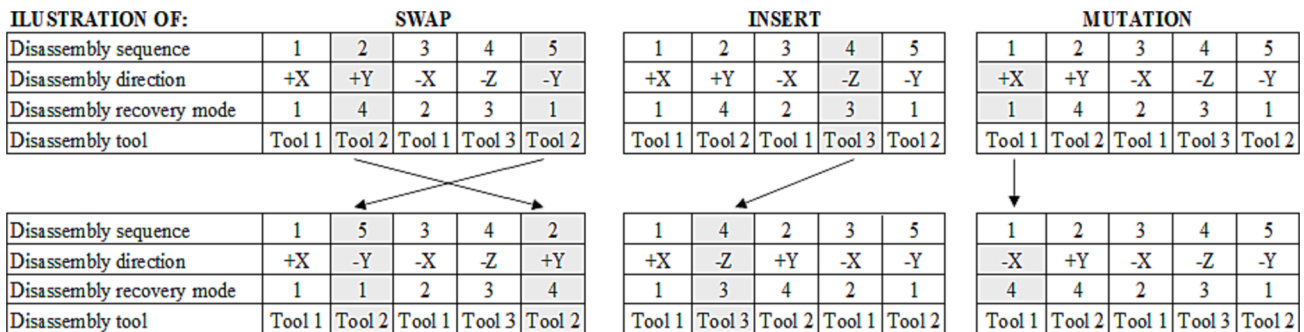 ILUSTRATION OF: SWAP INSERT MUTATION
Disassembly sequence 1 2 3 4 5 1 2 3 4 5 1 2 3 4 5
Disassembly direction +X +Y -X -Z -Y +X +Y -X -Z -Y +X +Y -X -Z -Y
Disassembly recovery mode 1 4 2 3 1 1 4 2 3 1 1 4 2 3 1
Disassembly tool Tool 1 Tool 2 Tool 1 Tool 3 Tool 2 Tool 1 Tool 2 Tool 1 Tool 3 Tool 2 Tool 1 Tool 2 Tool 1 Tool 3 Tool 2
Disassembly sequence 1 5 3 4 2 1 4 2 3 5 1 2 3 4 5
Disassembly direction +X -Y -X -Z +Y +X -Z +Y -X -Y -X +Y -X -Z -Y
Disassembly recovery mode 1 1 2 3 4 1 3 4 2 1 4 4 2 3 1
Disassembly tool Tool 1 Tool 2 Tool 1 Tool 3 Tool 2 Tool 1 Tool 3 Tool 2 Tool 1 Tool 2 Tool 1 Tool 2 Tool 1 Tool 3 Tool 2